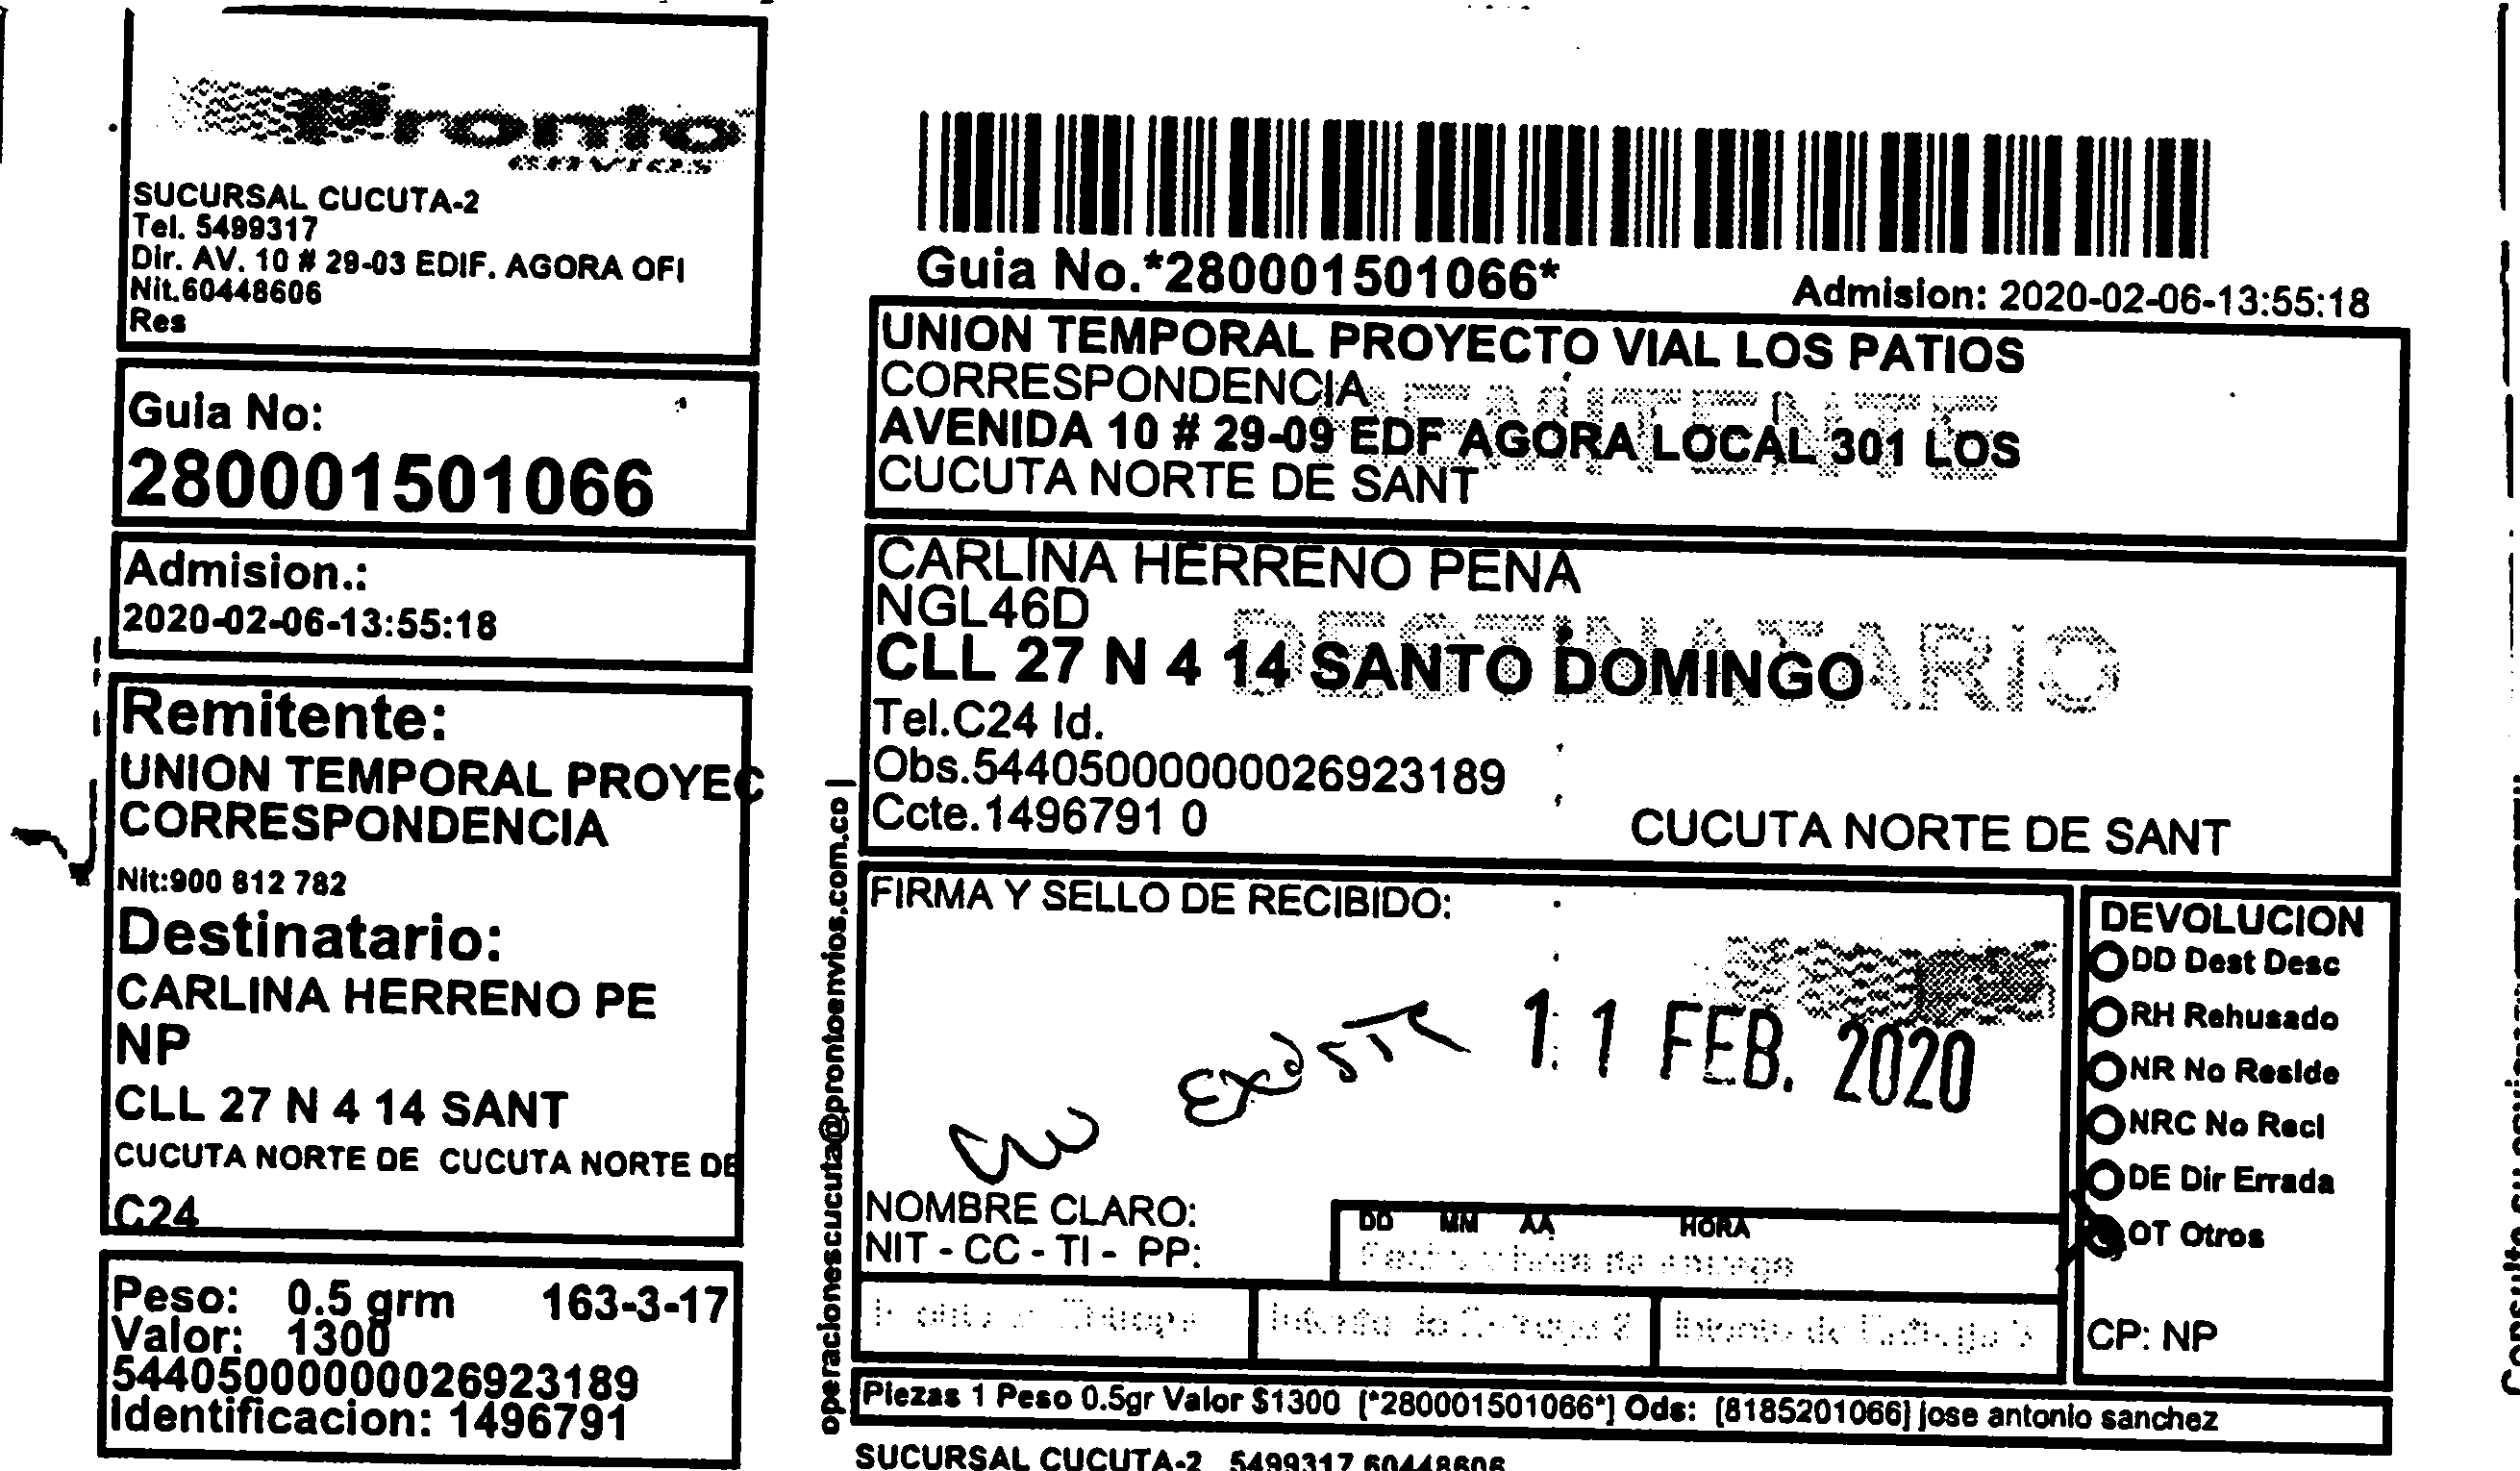 Pronto
envios
SUCURSAL CUCUTA-2
Tel. 5499317
Dir. AV. 10 # 29-03 EDIF. AGORA OFI
Nit.60448606
Res
Guia No:
280001501066
Admision.:
2020-02-06-13:55:18
Remitente:
UNION TEMPORAL PROYEC
CORRESPONDENCIA
Nit:900 812 782
Destinatario:
CARLINA HERRENO PE
NP
CLL 27 N 4 14 SANT
CUCUTA NORTE DE CUCUTA NORTE DE
C24
Peso: 0.5 grm 163-3-17
Valor: 1300
544050000000026923189
Identificacion: 1496791
operacionescucuta@prontoenvios.com.co |
Guia No.*280001501066*
Admision: 2020-02-06-13:55:18
UNION TEMPORAL PROYECTO VIAL LOS PATIOS
CORRESPONDENCIA
REMITENTE
AVENIDA 10 # 29-09 EDF AGORA LOCAL 301 LOS
CUCUTA NORTE DE SANT
CARLINA HERRENO PENA
NGL46D
DESTINATARIO
CLL 27 N 4 14 SANTO DOMINGO
Tel.C24 Id.
Obs.544050000000026923189
Ccte.1496791 0
CUCUTA NORTE DE SANT
FIRMA Y SELLO DE RECIBIDO:
11 FEB. 2020
NOMBRE CLARO:
NIT - CC - TI - PP:
DD MM AA HORA
DEVOLUCION
DD Dest Desc
RH Rehusado
NR No Reside
NRC No Recl
DE Dir Errada
OT Otros
CP: NP
Piezas 1 Peso 0.5gr Valor $1300 [*280001501066*] Ods: [8185201066] jose antonio sanchez
SUCURSAL CUCUTA-2 5499317 60448606